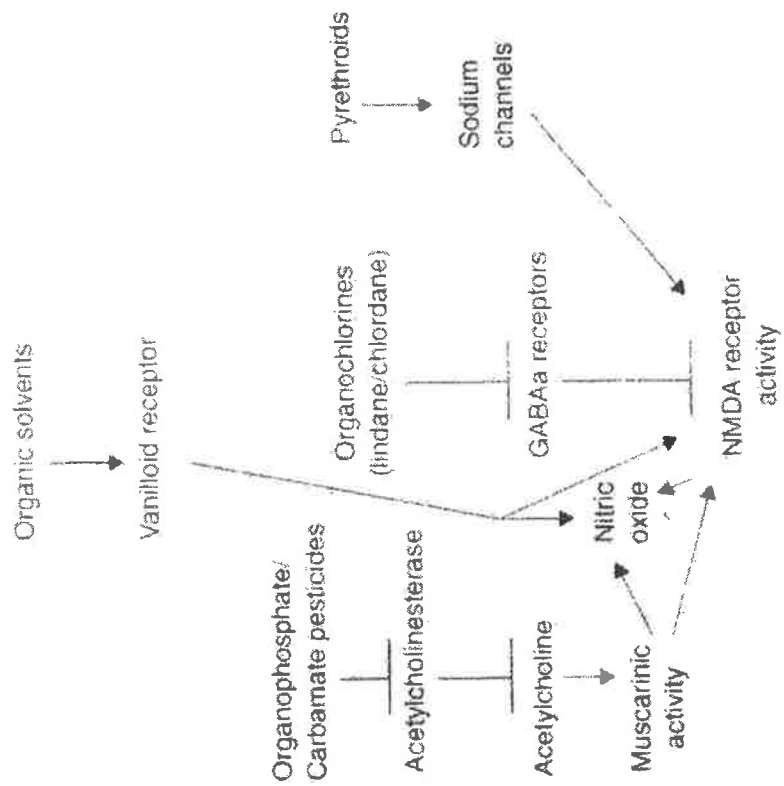 Organic solvents
Vanilloid receptor
Organophosphate/
Carbamate pesticides
Acetylcholinesterase
Acetylcholine
Muscarinic
activity
Nitric
oxide
Organochlorines
(lindane/chlordane)
GABAa receptors
NMDA receptor
activity
Pyrethroids
Sodium
channels